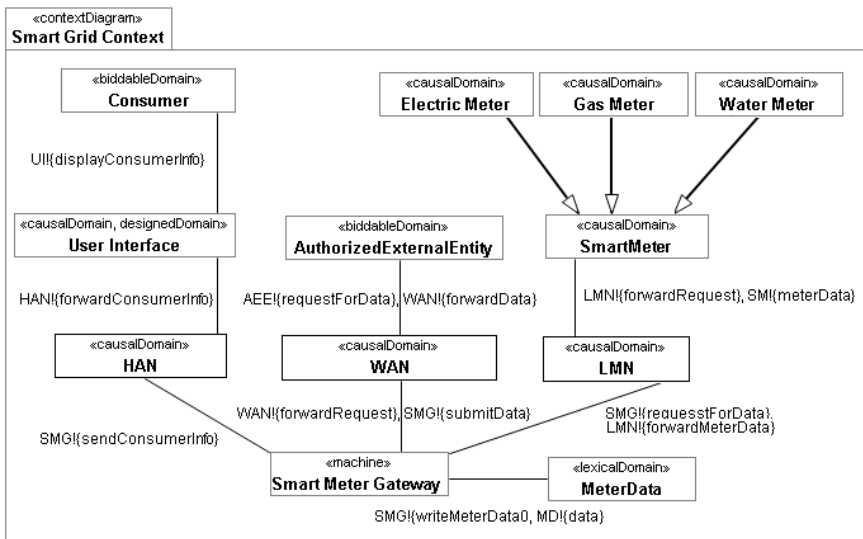 «contextDiagram»
Smart Grid Context
«biddableDomain»
Consumer
«causalDomain»
Electric Meter
«causalDomain»
Gas Meter
«causalDomain»
Water Meter
UI!{displayConsumerInfo}
«causalDomain, designedDomain»
User Interface
«biddableDomain»
AuthorizedExternalEntity
«causalDomain»
SmartMeter
HAN!{forwardConsumerInfo}
AEE!{requestForData}, WAN!{forwardData}
LMN!{forwardRequest}, SM!{meterData}
«causalDomain»
HAN
«causalDomain»
WAN
«causalDomain»
LMN
SMG!{sendConsumerInfo}
WAN!{forwardRequest}, SMG!{submitData}
SMG!{requesstForData},
LMN!{forwardMeterData}
«machine»
Smart Meter Gateway
«lexicalDomain»
MeterData
SMG!{writeMeterData0, MD!{data}